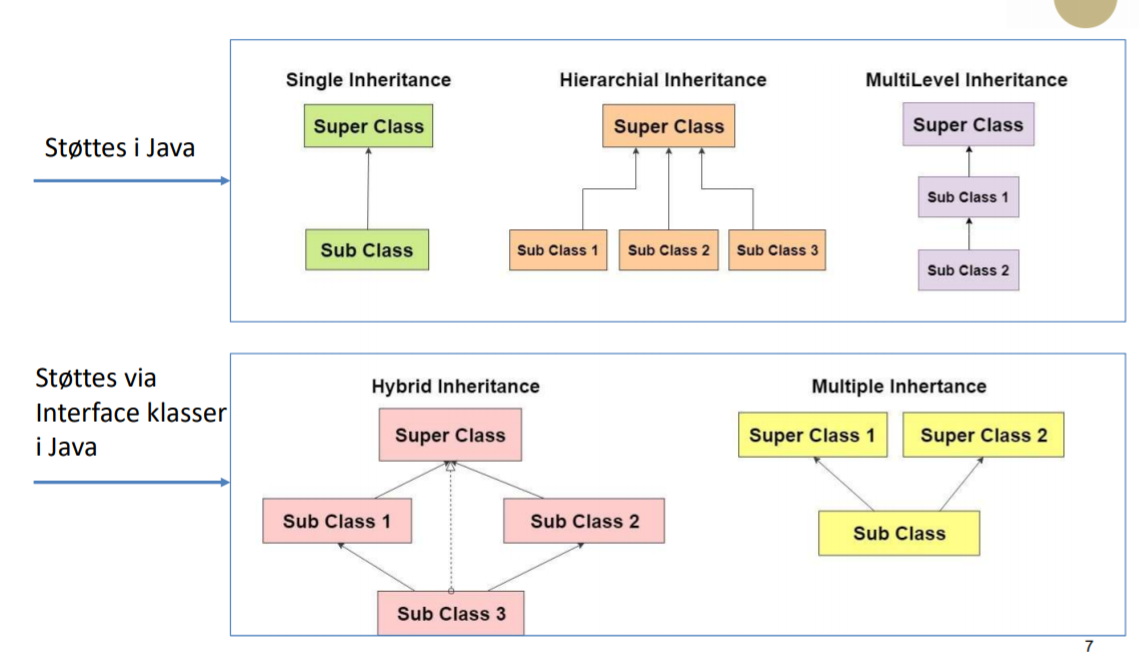 Støttes i Java
Single Inheritance
Super Class
Sub Class
Hierarchial Inheritance
Super Class
Sub Class 1
Sub Class 2
Sub Class 3
MultiLevel Inheritance
Super Class
Sub Class 1
Sub Class 2
Støttes via
Interface klasser
i Java
Hybrid Inheritance
Super Class
Sub Class 1
Sub Class 2
Sub Class 3
Multiple Inhertance
Super Class 1
Super Class 2
Sub Class
7